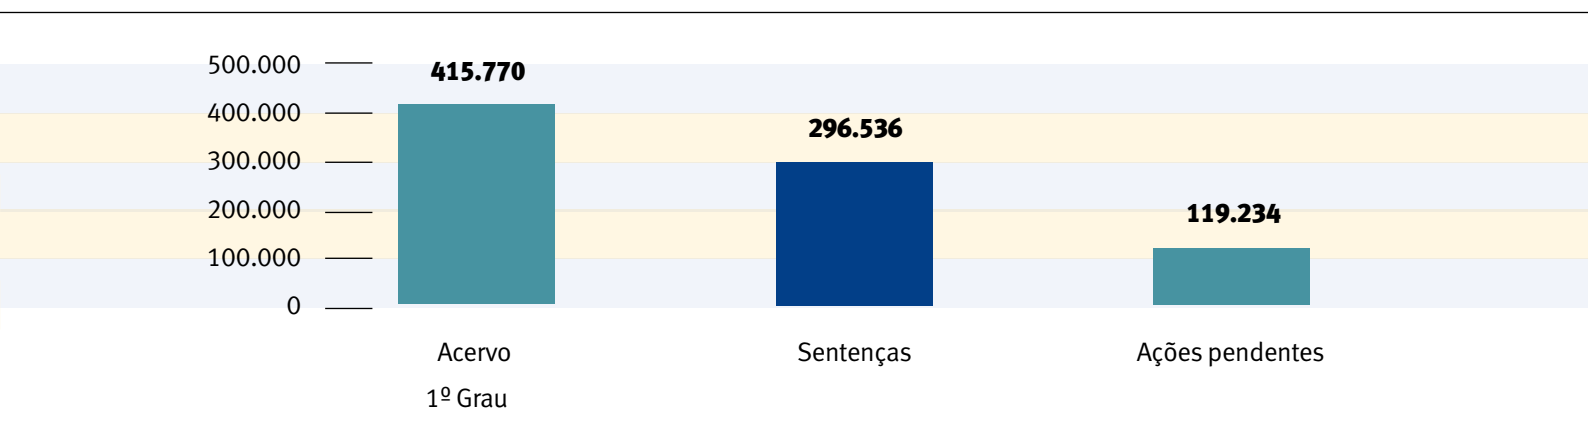 500.000
415.770
400.000
296.536
300.000
200.000
119.234
100.000
0
Acervo
Sentenças
Ações pendentes
1º Grau